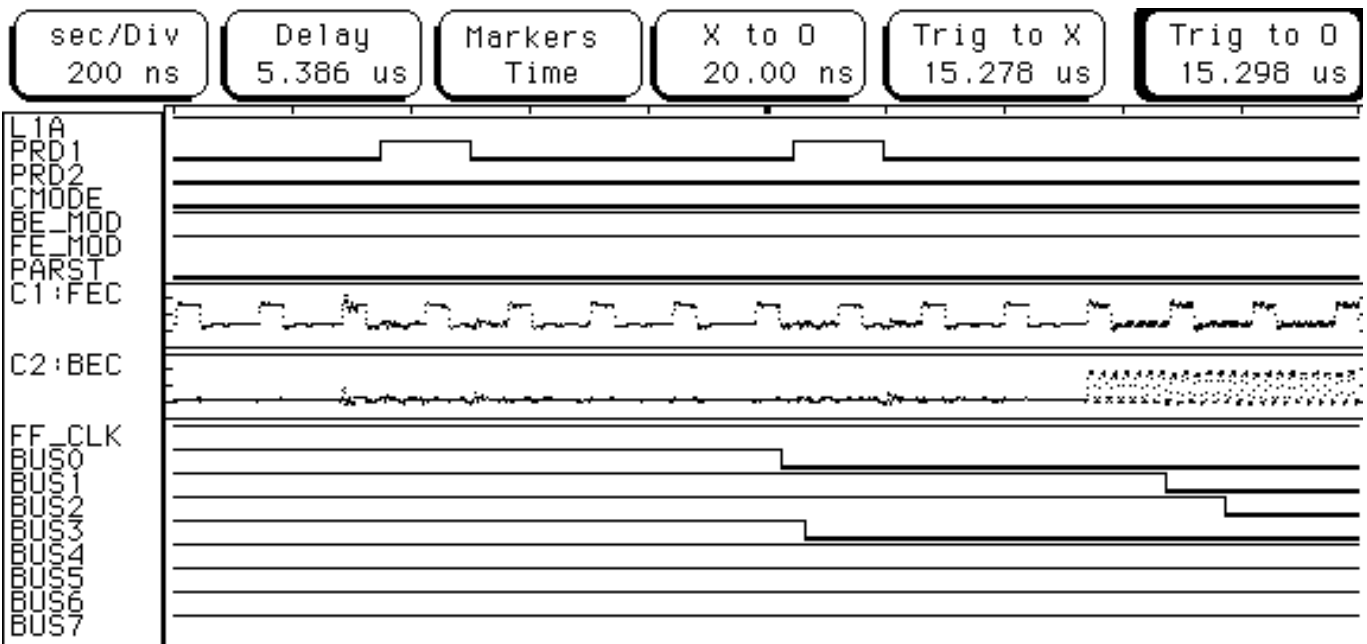 sec/Div Delay Markers X to O Trig to X Trig to O
200 ns 5.386 us Time 20.00 ns 15.278 us 15.298 us
L1A
PRD1
PRD2
CMODE
BE_MOD
FE_MOD
PARST
C1:FEC
C2:BEC
FF_CLK
BUS0
BUS1
BUS2
BUS3
BUS4
BUS5
BUS6
BUS7